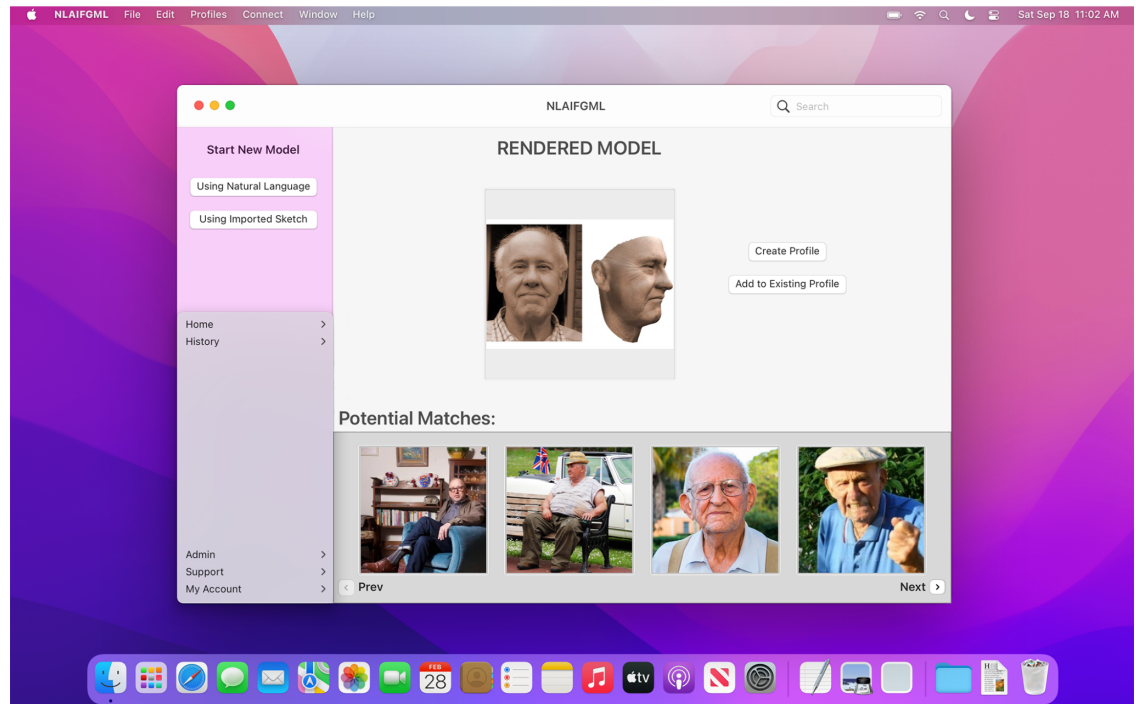 NLAIFGML File Edit Profiles Connect Window Help Sat Sep 18 11:02 AM
NLAIFGML
Search
Start New Model
Using Natural Language
Using Imported Sketch
Home
History
Admin
Support
My Account
RENDERED MODEL
Create Profile
Add to Existing Profile
Potential Matches:
Prev
Next
FEB
28
tv